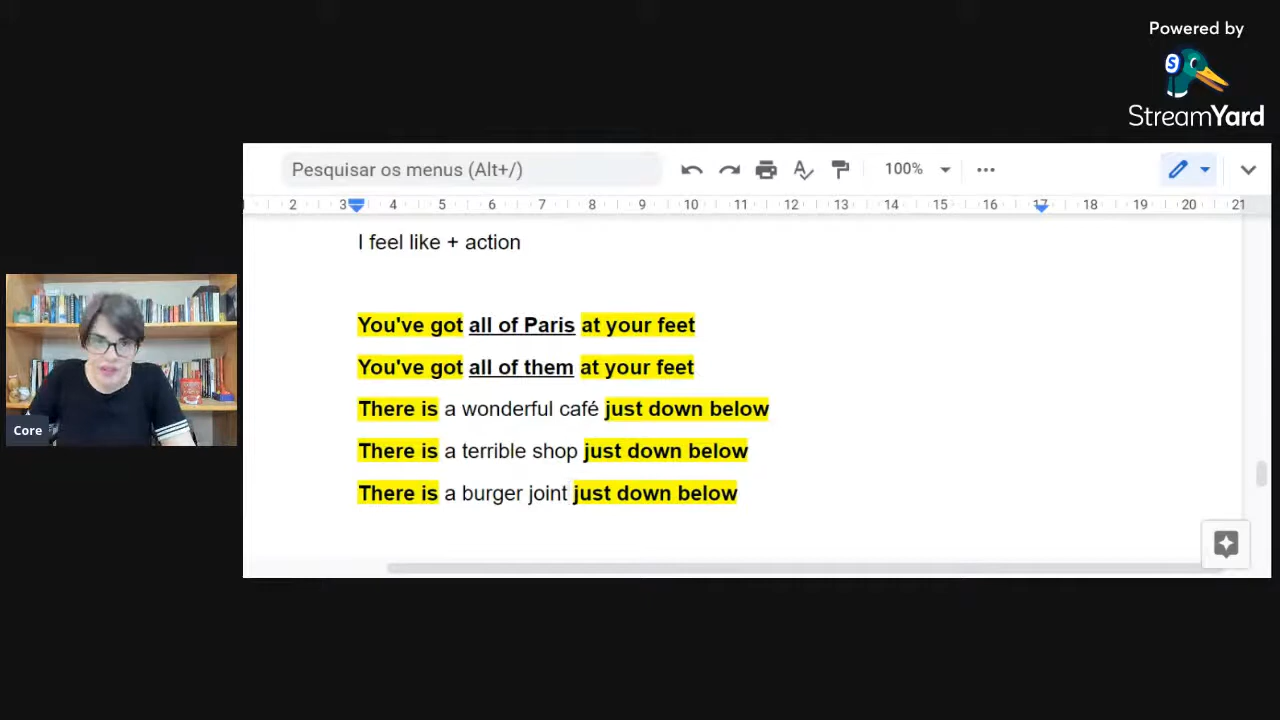 Powered by
StreamYard
Pesquisar os menus (Alt+/)
100%
2 3 4 5 6 7 8 9 10 11 12 13 14 15 16 17 18 19 20 21
I feel like + action
You've got all of Paris at your feet
You've got all of them at your feet
There is a wonderful café just down below
There is a terrible shop just down below
There is a burger joint just down below
Core